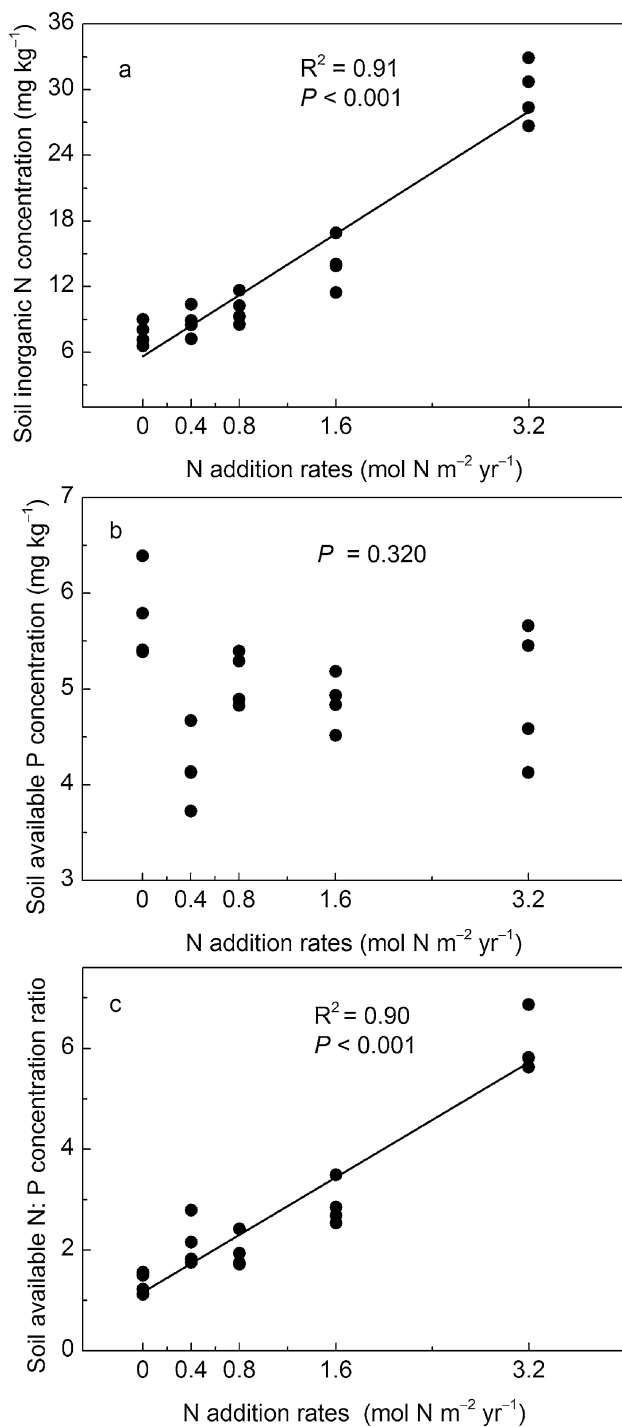 Soil inorganic N concentration (mg kg⁻¹)
36
30
24
18
12
6
a
R² = 0.91
P < 0.001
0 0.4 0.8 1.6 3.2
N addition rates (mol N m⁻² yr⁻¹)
Soil available P concentration (mg kg⁻¹)
7
6
5
4
3
b
P = 0.320
0 0.4 0.8 1.6 3.2
N addition rates (mol N m⁻² yr⁻¹)
Soil available N: P concentration ratio
6
4
2
0
c
R² = 0.90
P < 0.001
0 0.4 0.8 1.6 3.2
N addition rates (mol N m⁻² yr⁻¹)